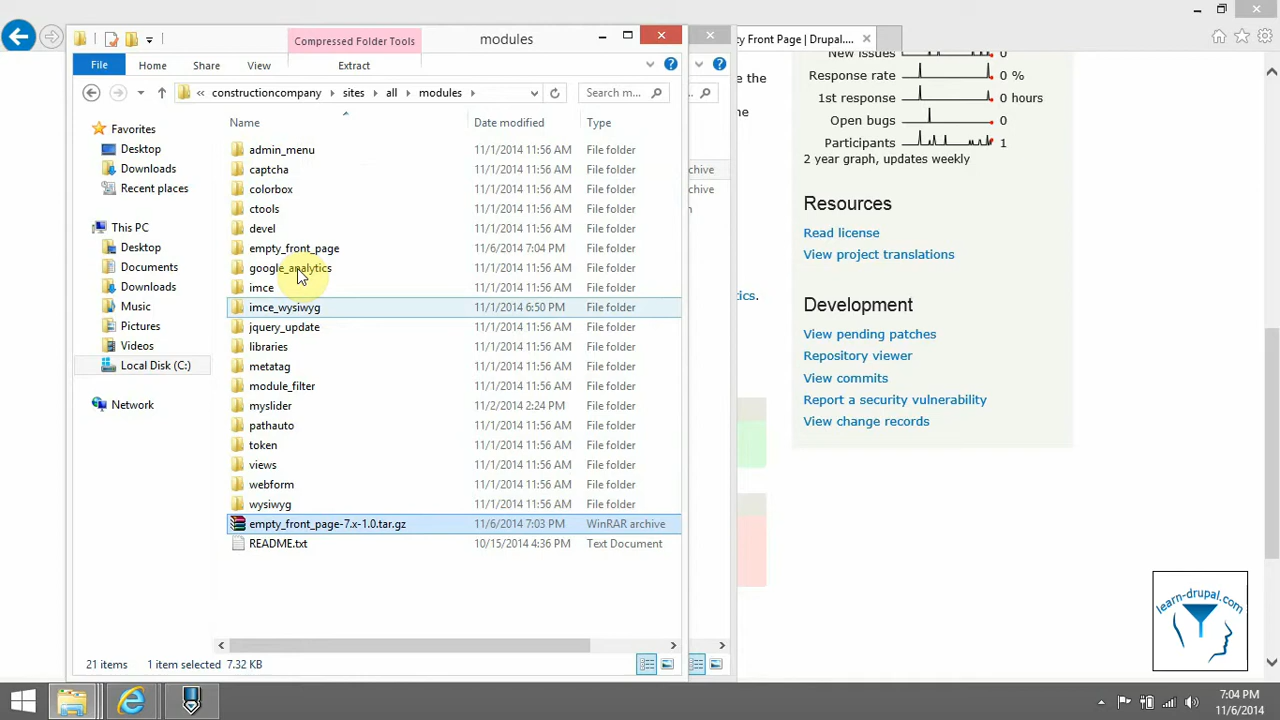 Compressed Folder Tools
modules
ty Front Page | Drupal....
File
Home
Share
View
Extract
« constructioncompany
sites
all
modules
Search m...
Name
Date modified
Type
Favorites
Desktop
Downloads
Recent places
This PC
Desktop
Documents
Downloads
Music
Pictures
Videos
Local Disk (C:)
Network
admin_menu 11/1/2014 11:56 AM File folder
captcha 11/1/2014 11:56 AM File folder
colorbox 11/1/2014 11:56 AM File folder
ctools 11/1/2014 11:56 AM File folder
devel 11/1/2014 11:56 AM File folder
empty_front_page 11/6/2014 7:04 PM File folder
google_analytics 11/1/2014 11:56 AM File folder
imce 11/1/2014 11:56 AM File folder
imce_wysiwyg 11/1/2014 6:50 PM File folder
jquery_update 11/1/2014 11:56 AM File folder
libraries 11/1/2014 11:56 AM File folder
metatag 11/1/2014 11:56 AM File folder
module_filter 11/1/2014 11:56 AM File folder
myslider 11/2/2014 2:24 PM File folder
pathauto 11/1/2014 11:56 AM File folder
token 11/1/2014 11:56 AM File folder
views 11/1/2014 11:56 AM File folder
webform 11/1/2014 11:56 AM File folder
wysiwyg 11/1/2014 11:56 AM File folder
empty_front_page-7.x-1.0.tar.gz 11/6/2014 7:03 PM WinRAR archive
README.txt 10/15/2014 4:36 PM Text Document
21 items
1 item selected 7.32 KB
chive
chive
n
e the
me
tics.
New issues 0
Response rate 0 %
1st response 0 hours
Open bugs 0
Participants 1
2 year graph, updates weekly
Resources
Read license
View project translations
Development
View pending patches
Repository viewer
View commits
Report a security vulnerability
View change records
learn-drupal.com
7:04 PM
11/6/2014